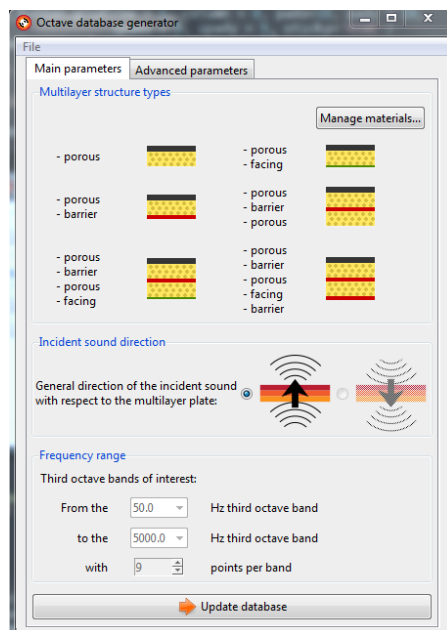 Octave database generator
File
Main parameters
Advanced parameters
Multilayer structure types
Manage materials...
- porous
- porous
- facing
- porous
- barrier
- porous
- barrier
- porous
- porous
- barrier
- porous
- facing
- porous
- barrier
- porous
- facing
- barrier
Incident sound direction
General direction of the incident sound
with respect to the multilayer plate:
Frequency range
Third octave bands of interest:
From the 50.0 Hz third octave band
to the 5000.0 Hz third octave band
with 9 points per band
Update database